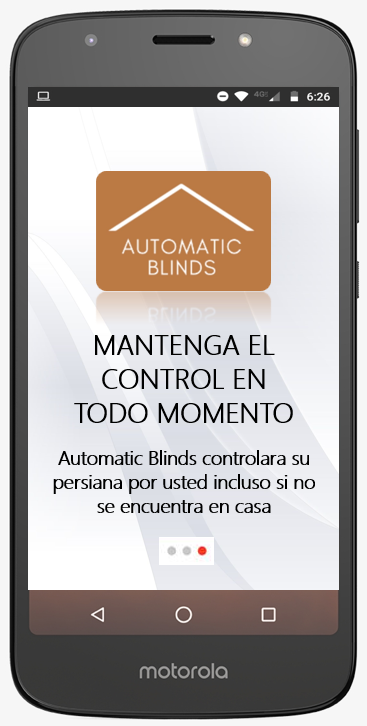 4G
6:26
AUTOMATIC
BLINDS
MANTENGA EL
CONTROL EN
TODO MOMENTO
Automatic Blinds controlara su
persiana por usted incluso si no
se encuentra en casa
motorola